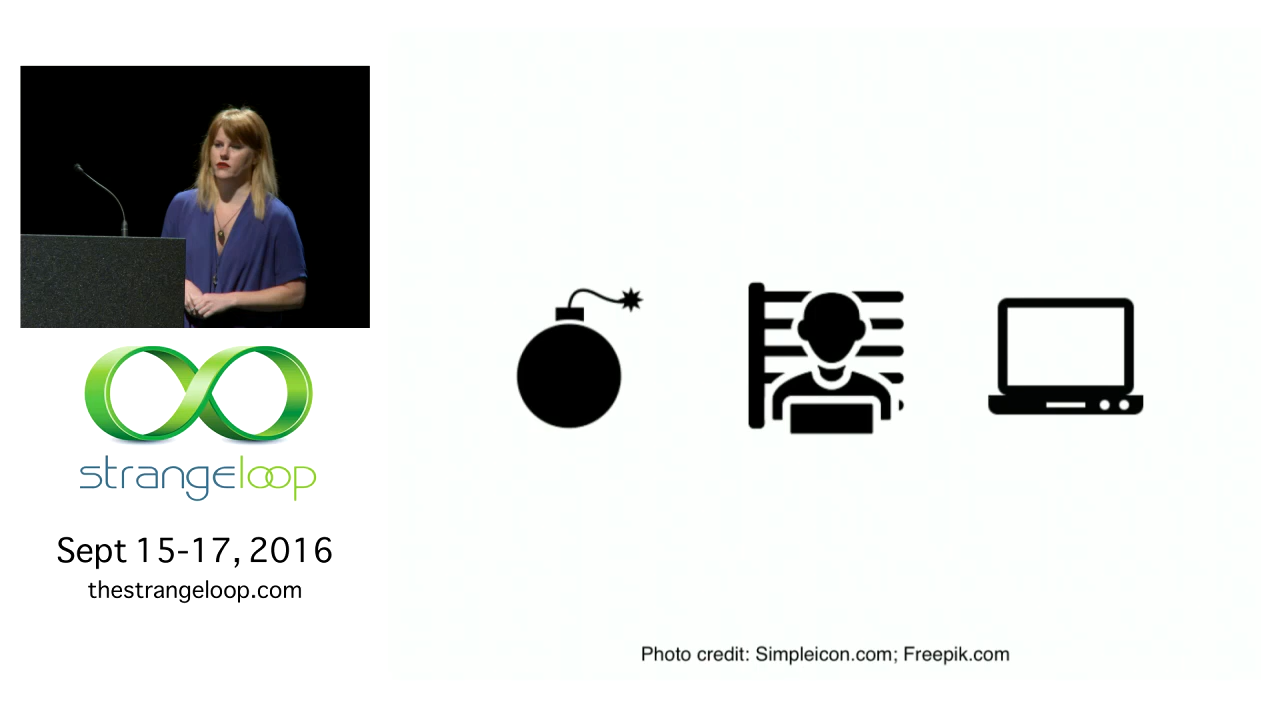 strangeloop
Sept 15-17, 2016
thestrangeloop.com
Photo credit: Simpleicon.com; Freepik.com